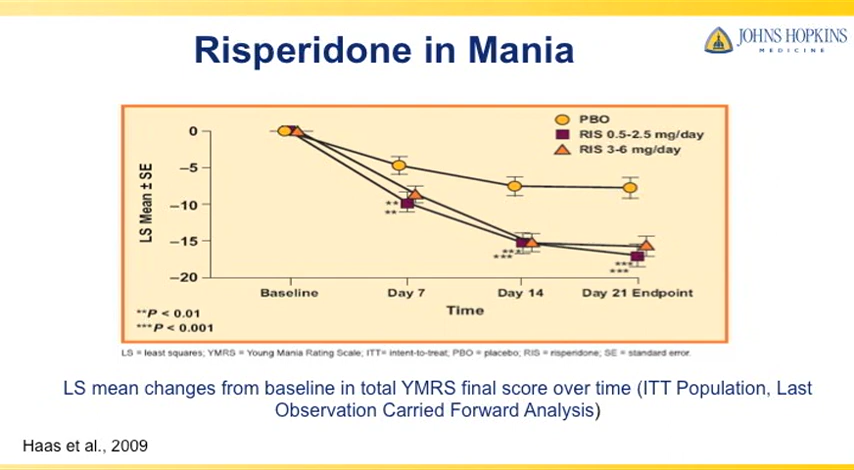 Risperidone in Mania
JOHNS HOPKINS
MEDICINE
PBO
RIS 0.5-2.5 mg/day
RIS 3-6 mg/day
LS Mean ± SE
0
–5
–10
–15
–20
**
**
***
***
***
***
Baseline
Day 7
Day 14
Day 21 Endpoint
Time
**P < 0.01
***P < 0.001
LS = least squares; YMRS = Young Mania Rating Scale; ITT= intent-to-treat; PBO = placebo; RIS = risperidone; SE = standard error.
LS mean changes from baseline in total YMRS final score over time (ITT Population, Last
Observation Carried Forward Analysis)
Haas et al., 2009